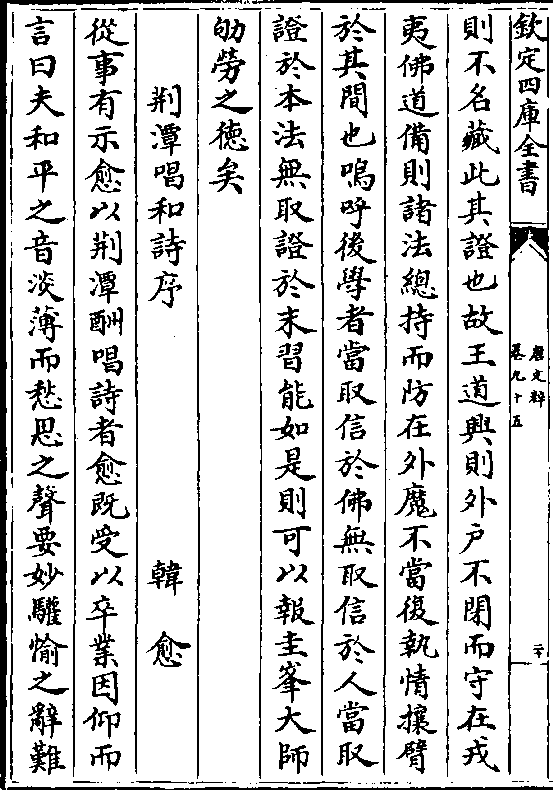 欽定四庫全書
唐文粹
卷九十五
二十
則不名藏此其證也故王道興則外户不閉而守在戎
夷佛道備則諸法總持而防在外魔不當復執情攘臂
於其間也嗚呼後學者當取信於佛無取信於人當取
證於本法無取證於末習能如是則可以報圭峯大師
劬勞之德矣
荆潭唱和詩序 韓愈
從事有示愈以荆潭酬唱詩者愈既受以卒業因仰而
言曰夫和平之音淡薄而愁思之聲要妙驩愉之辭難